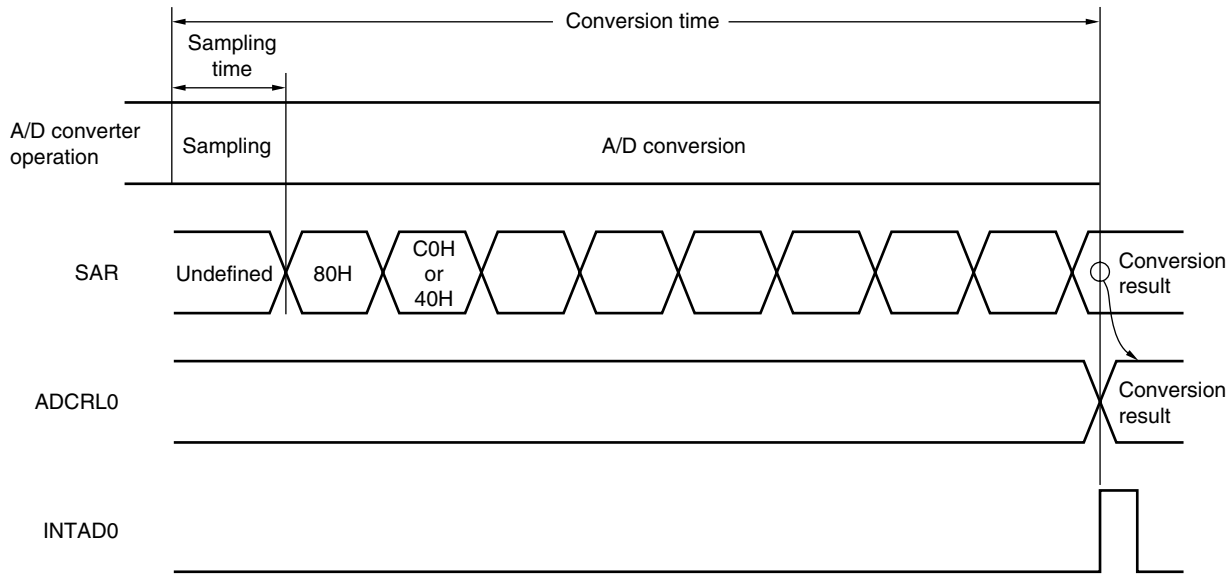 Conversion time
Sampling
time
A/D converter
operation
Sampling
A/D conversion
SAR
Undefined
80H
C0H
or
40H
Conversion
result
ADCRL0
Conversion
result
INTAD0